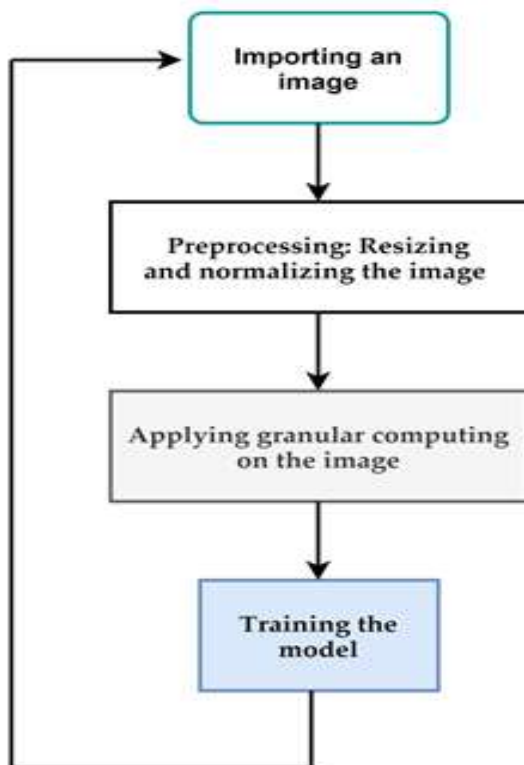 Importing an
image
Preprocessing: Resizing
and normalizing the image
Applying granular computing
on the image
Training the
model